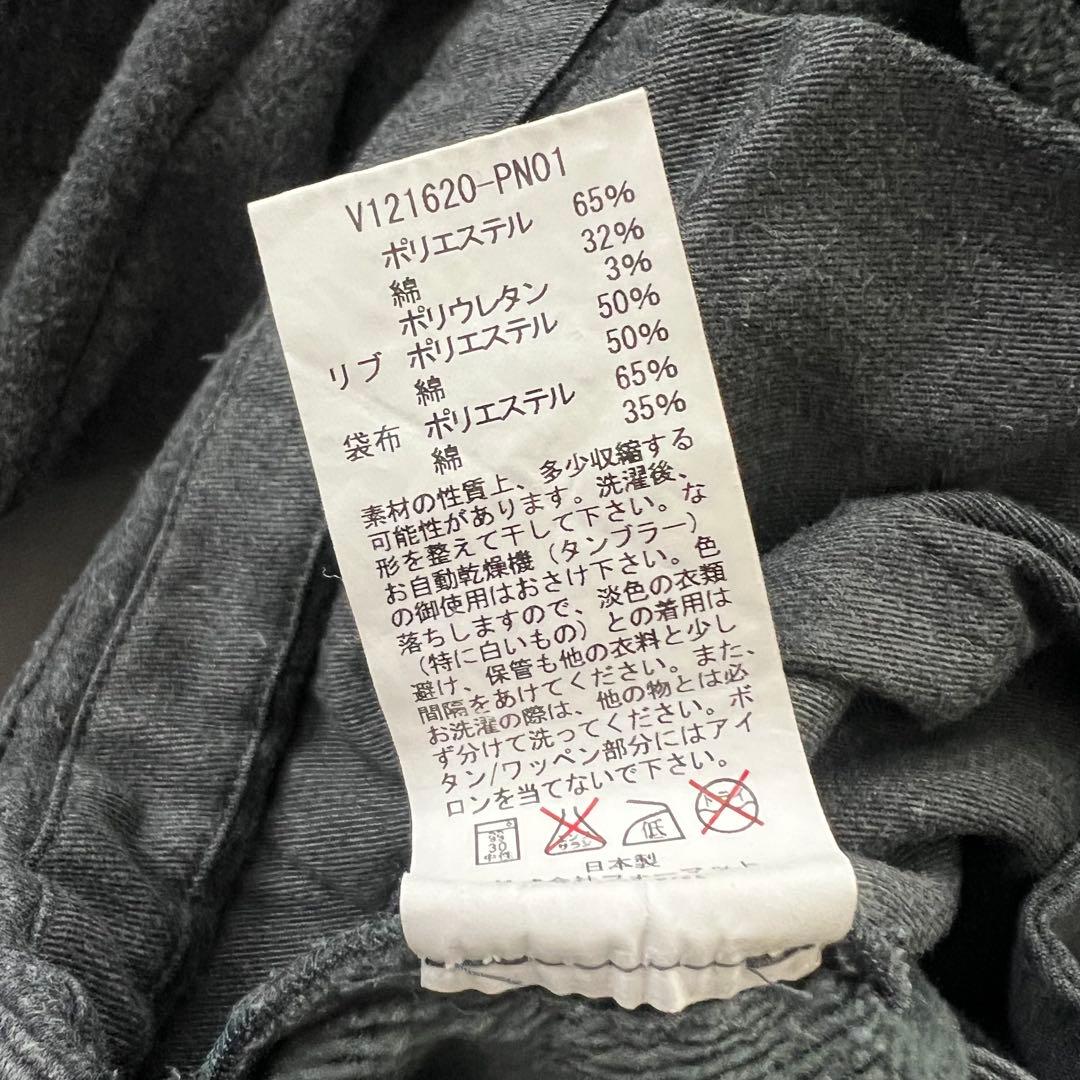 V121620-PN01
ポリエステル 65%
綿 32%
ポリウレタン 3%
リブ ポリエステル 50%
綿 50%
袋布 ポリエステル 65%
綿 35%
素材の性質上、多少収縮する
可能性があります。洗濯後、
形を整えて干して下さい。な
お自動乾燥機（タンブラー）
の御使用はおさけ下さい。色
落ちしますので、淡色の衣類
（特に白いもの）との着用は
避け、保管も他の衣料と少し
間隔をあけてください。また、
お洗濯の際は、他の物とは必
ず分けて洗ってください。ボ
タン/ワッペン部分にはアイ
ロンを当てないで下さい。
弱 30 中性 エンソサラシ 低 ドライ
日本製